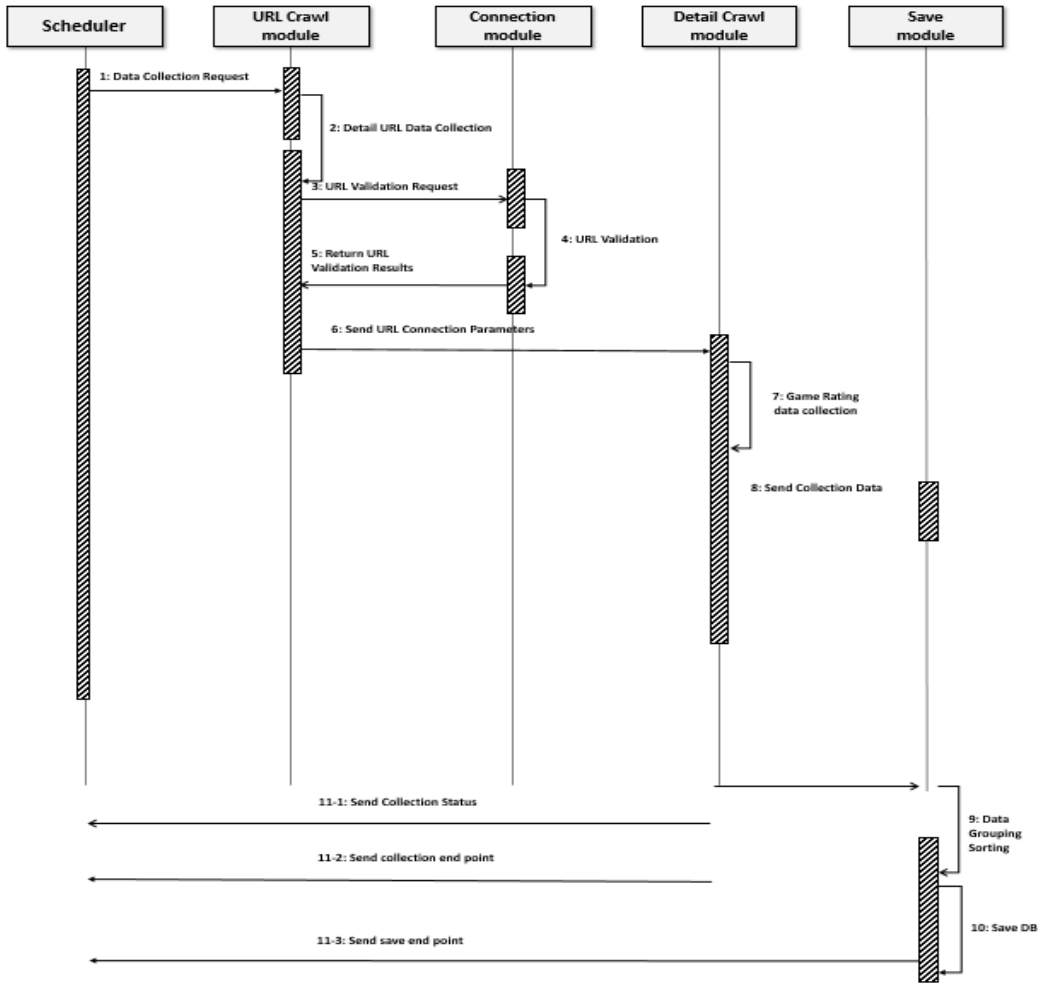 Scheduler
URL Crawl
module
Connection
module
Detail Crawl
module
Save
module
1: Data Collection Request
2: Detail URL Data Collection
3: URL Validation Request
4: URL Validation
5: Return URL
Validation Results
6: Send URL Connection Parameters
7: Game Rating
data collection
8: Send Collection Data
11-1: Send Collection Status
9: Data
Grouping
Sorting
11-2: Send collection end point
10: Save DB
11-3: Send save end point